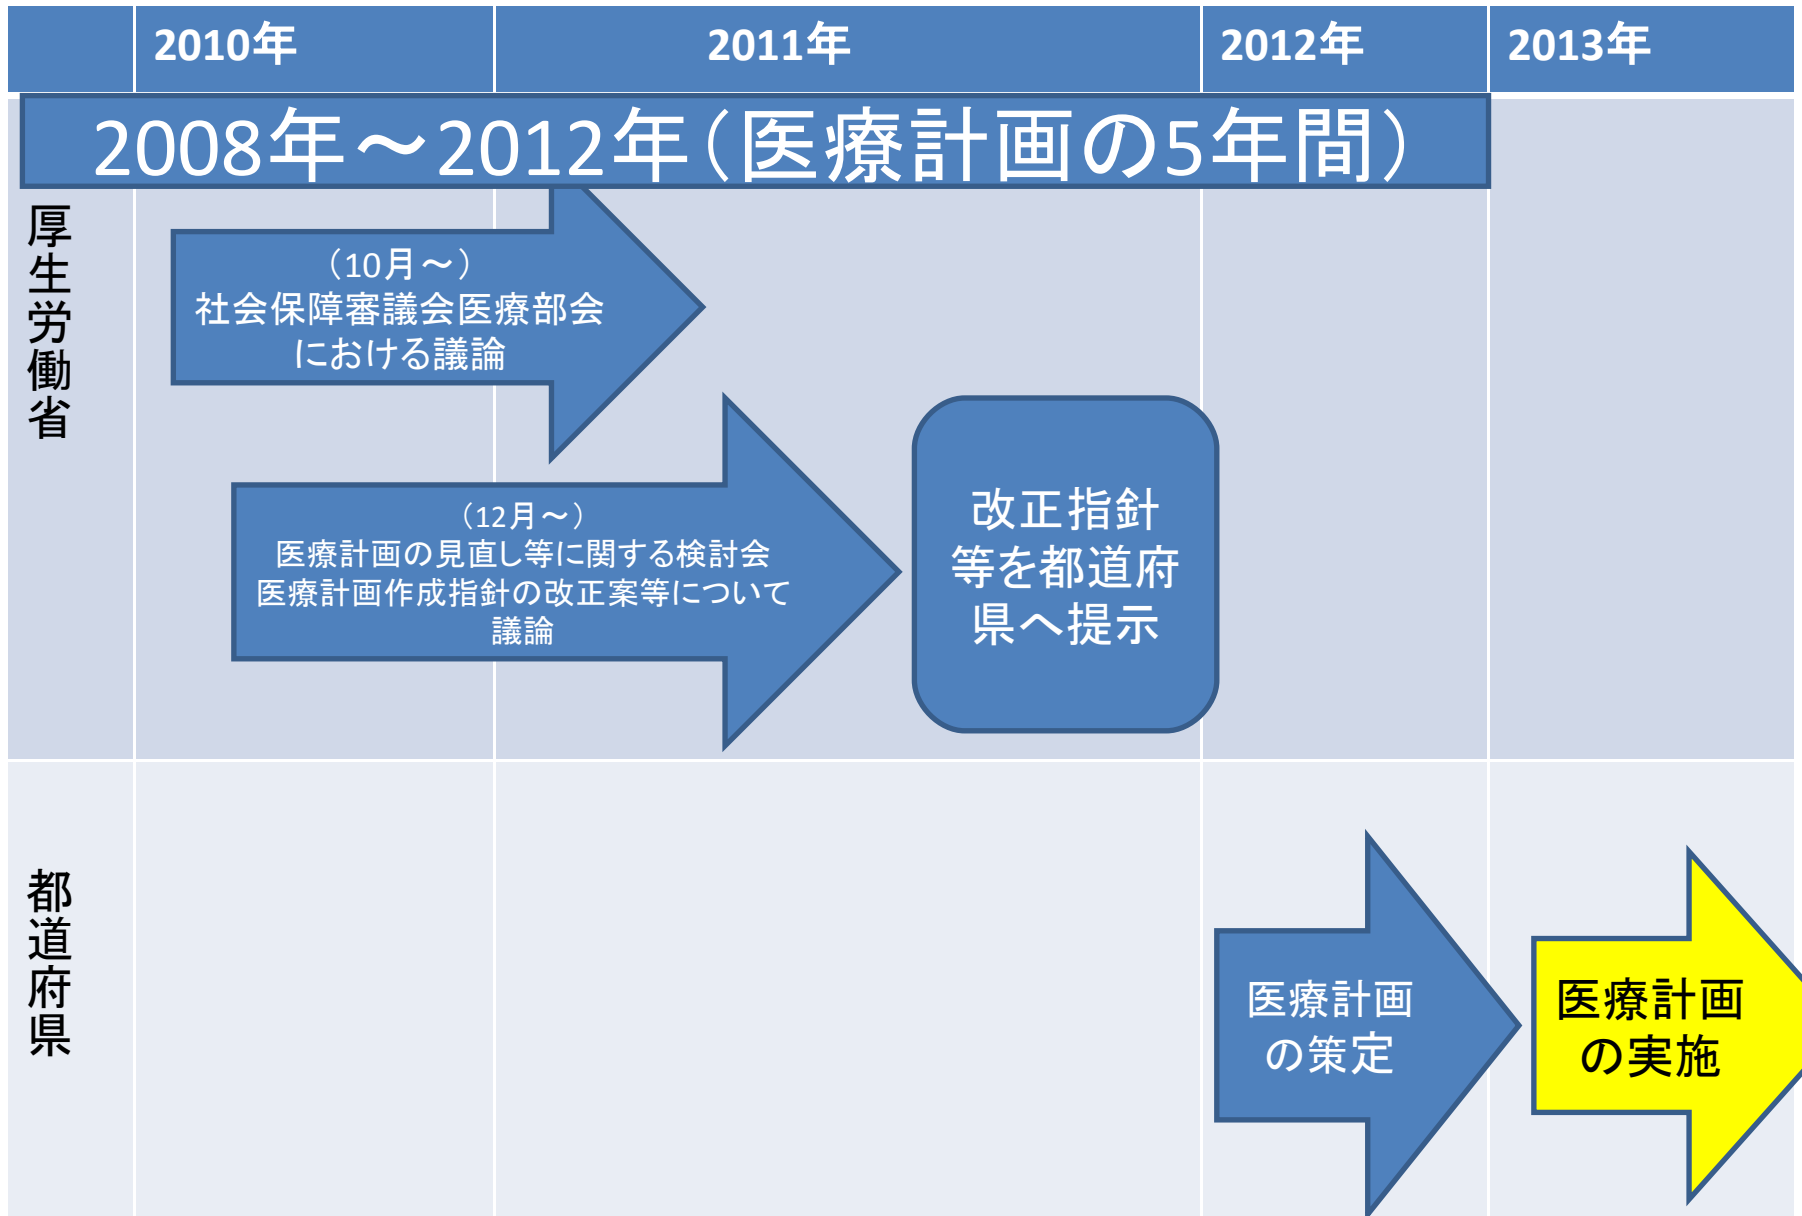 2010年
2011年
2012年
2013年
2008年～2012年（医療計画の5年間）
厚生労働省
（10月～）
社会保障審議会医療部会
における議論
（12月～）
医療計画の見直し等に関する検討会
医療計画作成指針の改正案等について
議論
改正指針
等を都道府
県へ提示
都道府県
医療計画
の策定
医療計画
の実施